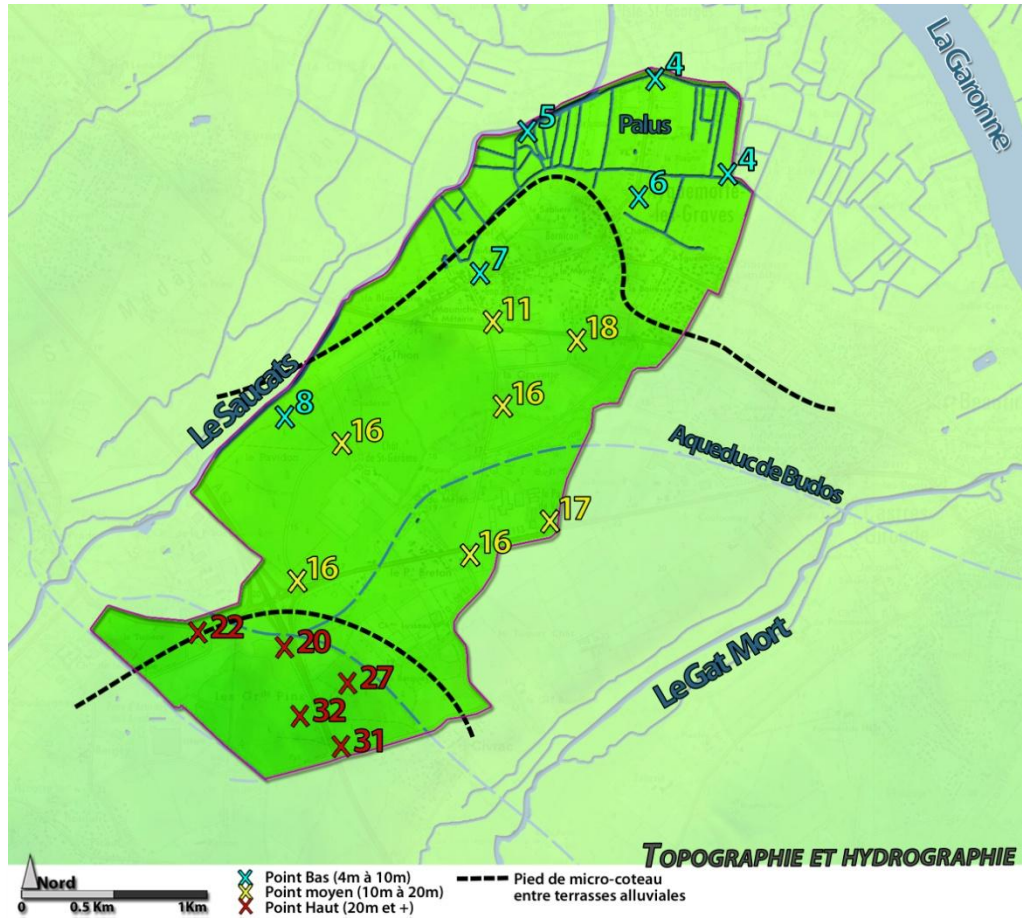 La Garonne
4
5
Palus
4
6
7
11
18
Le Saucats
8
16
16
Aqueduc de Budos
17
16
16
22
20
27
Le Gat Mort
32
31
TOPOGRAPHIE ET HYDROGRAPHIE
Nord
0 0.5 Km 1Km
Point Bas (4m à 10m)
Point moyen (10m à 20m)
Point Haut (20m et +)
Pied de micro-coteau
entre terrasses alluviales